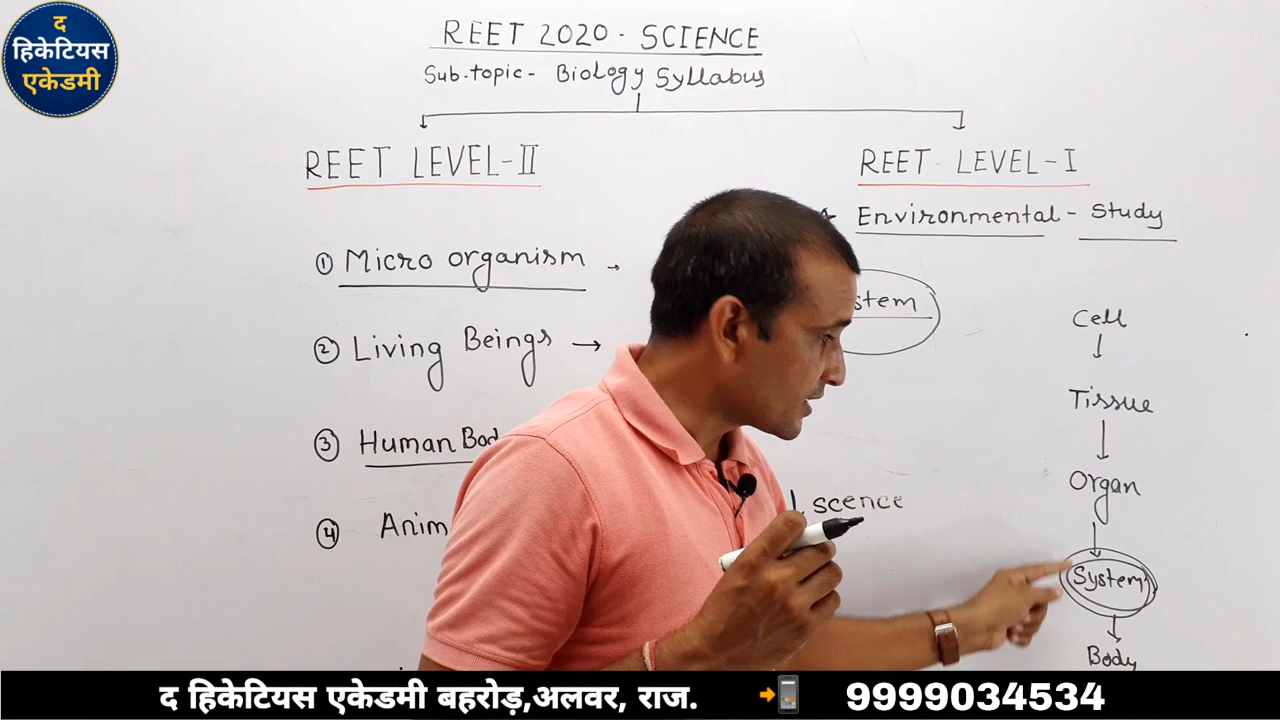 द
हिकेटियस
एकेडमी
REET 2020 - SCIENCE
Sub.topic - Biology Syllabus
REET LEVEL-II
① Micro organism →
② Living Beings →
③ Human Bod
④ Anim
scence
REET LEVEL-I
Environmental - Study
stem
Cell
↓
Tissue
↓
Organ
↓
System
↓
Body
द हिकेटियस एकेडमी बहरोड़,अलवर, राज. 9999034534